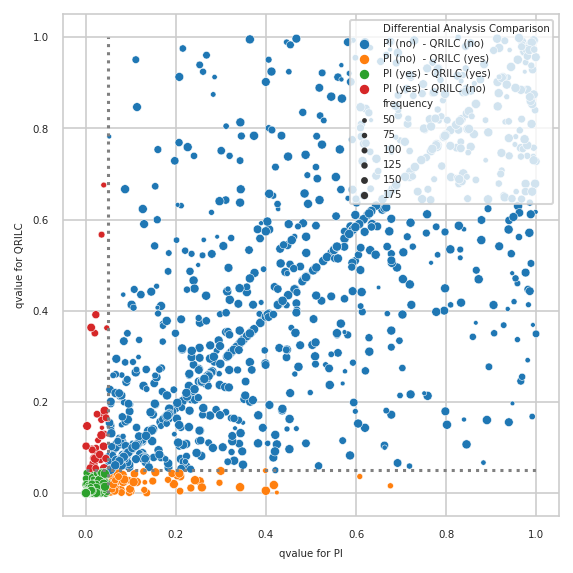 Differential Analysis Comparison
PI (no)  - QRILC (no)
PI (no)  - QRILC (yes)
PI (yes) - QRILC (yes)
PI (yes) - QRILC (no)
frequency
50
75
100
125
150
175
1.0
0.8
0.6
0.4
0.2
0.0
qvalue for QRILC
0.0 0.2 0.4 0.6 0.8 1.0
qvalue for PI